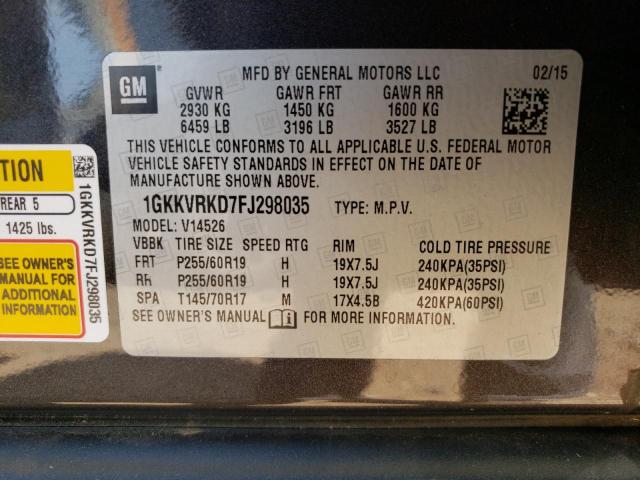 GM
MFD BY GENERAL MOTORS LLC 02/15
GVWR GAWR FRT GAWR RR
2930 KG 1450 KG 1600 KG
6459 LB 3196 LB 3527 LB
THIS VEHICLE CONFORMS TO ALL APPLICABLE U.S. FEDERAL MOTOR
VEHICLE SAFETY STANDARDS IN EFFECT ON THE DATE OF
MANUFACTURE SHOWN ABOVE.
1GKKVRKD7FJ298035 TYPE: M.P.V.
MODEL: V14526
VBBK TIRE SIZE SPEED RTG RIM COLD TIRE PRESSURE
FRT P255/60R19 H 19X7.5J 240KPA(35PSI)
RR P255/60R19 H 19X7.5J 240KPA(35PSI)
SPA T145/70R17 M 17X4.5B 420KPA(60PSI)
SEE OWNER'S MANUAL FOR MORE INFORMATION.
TION
REAR 5
1425 lbs.
SEE OWNER'S
MANUAL FOR
ADDITIONAL
INFORMATION
1GKKVRKD7FJ298035